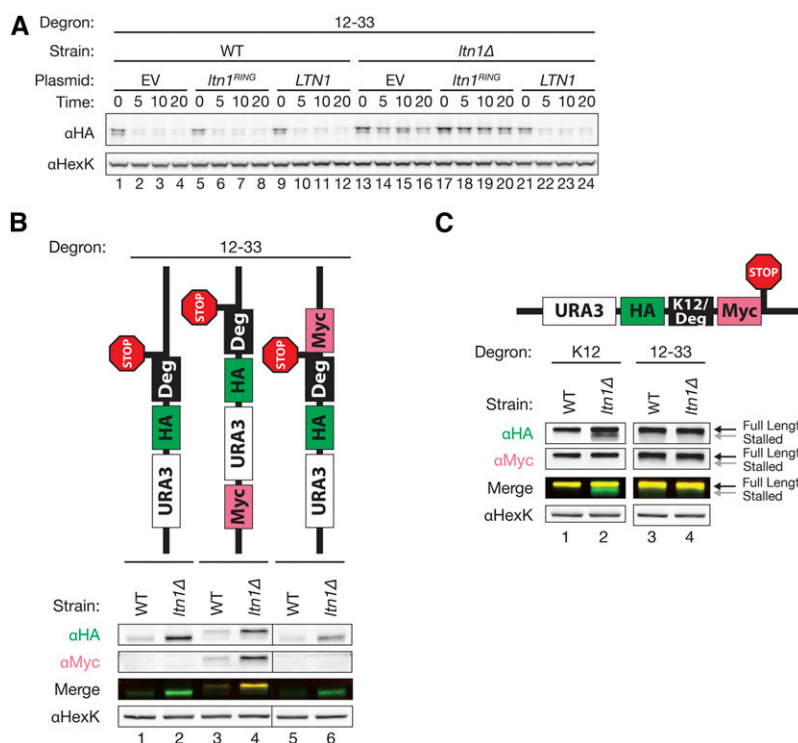 A
Degron: 12-33
Strain: WT ltn1Δ
Plasmid: EV ltn1RING LTN1 EV ltn1RING LTN1
Time: 0 5 10 20 0 5 10 20 0 5 10 20 0 5 10 20 0 5 10 20 0 5 10 20
αHA
αHexK
1 2 3 4 5 6 7 8 9 10 11 12 13 14 15 16 17 18 19 20 21 22 23 24
B
Degron: 12-33
STOP Deg HA URA3
STOP Deg HA URA3 Myc
Myc STOP Deg HA URA3
Strain: WT ltn1Δ WT ltn1Δ WT ltn1Δ
αHA
αMyc
Merge
αHexK
1 2 3 4 5 6
C
STOP
URA3 HA K12/ Myc
Deg
Degron: K12 12-33
Strain: WT ltn1Δ WT ltn1Δ
αHA Full Lengt
Stalled
αMyc Full Lengt
Stalled
Merge Full Lengt
Stalled
αHexK
1 2 3 4